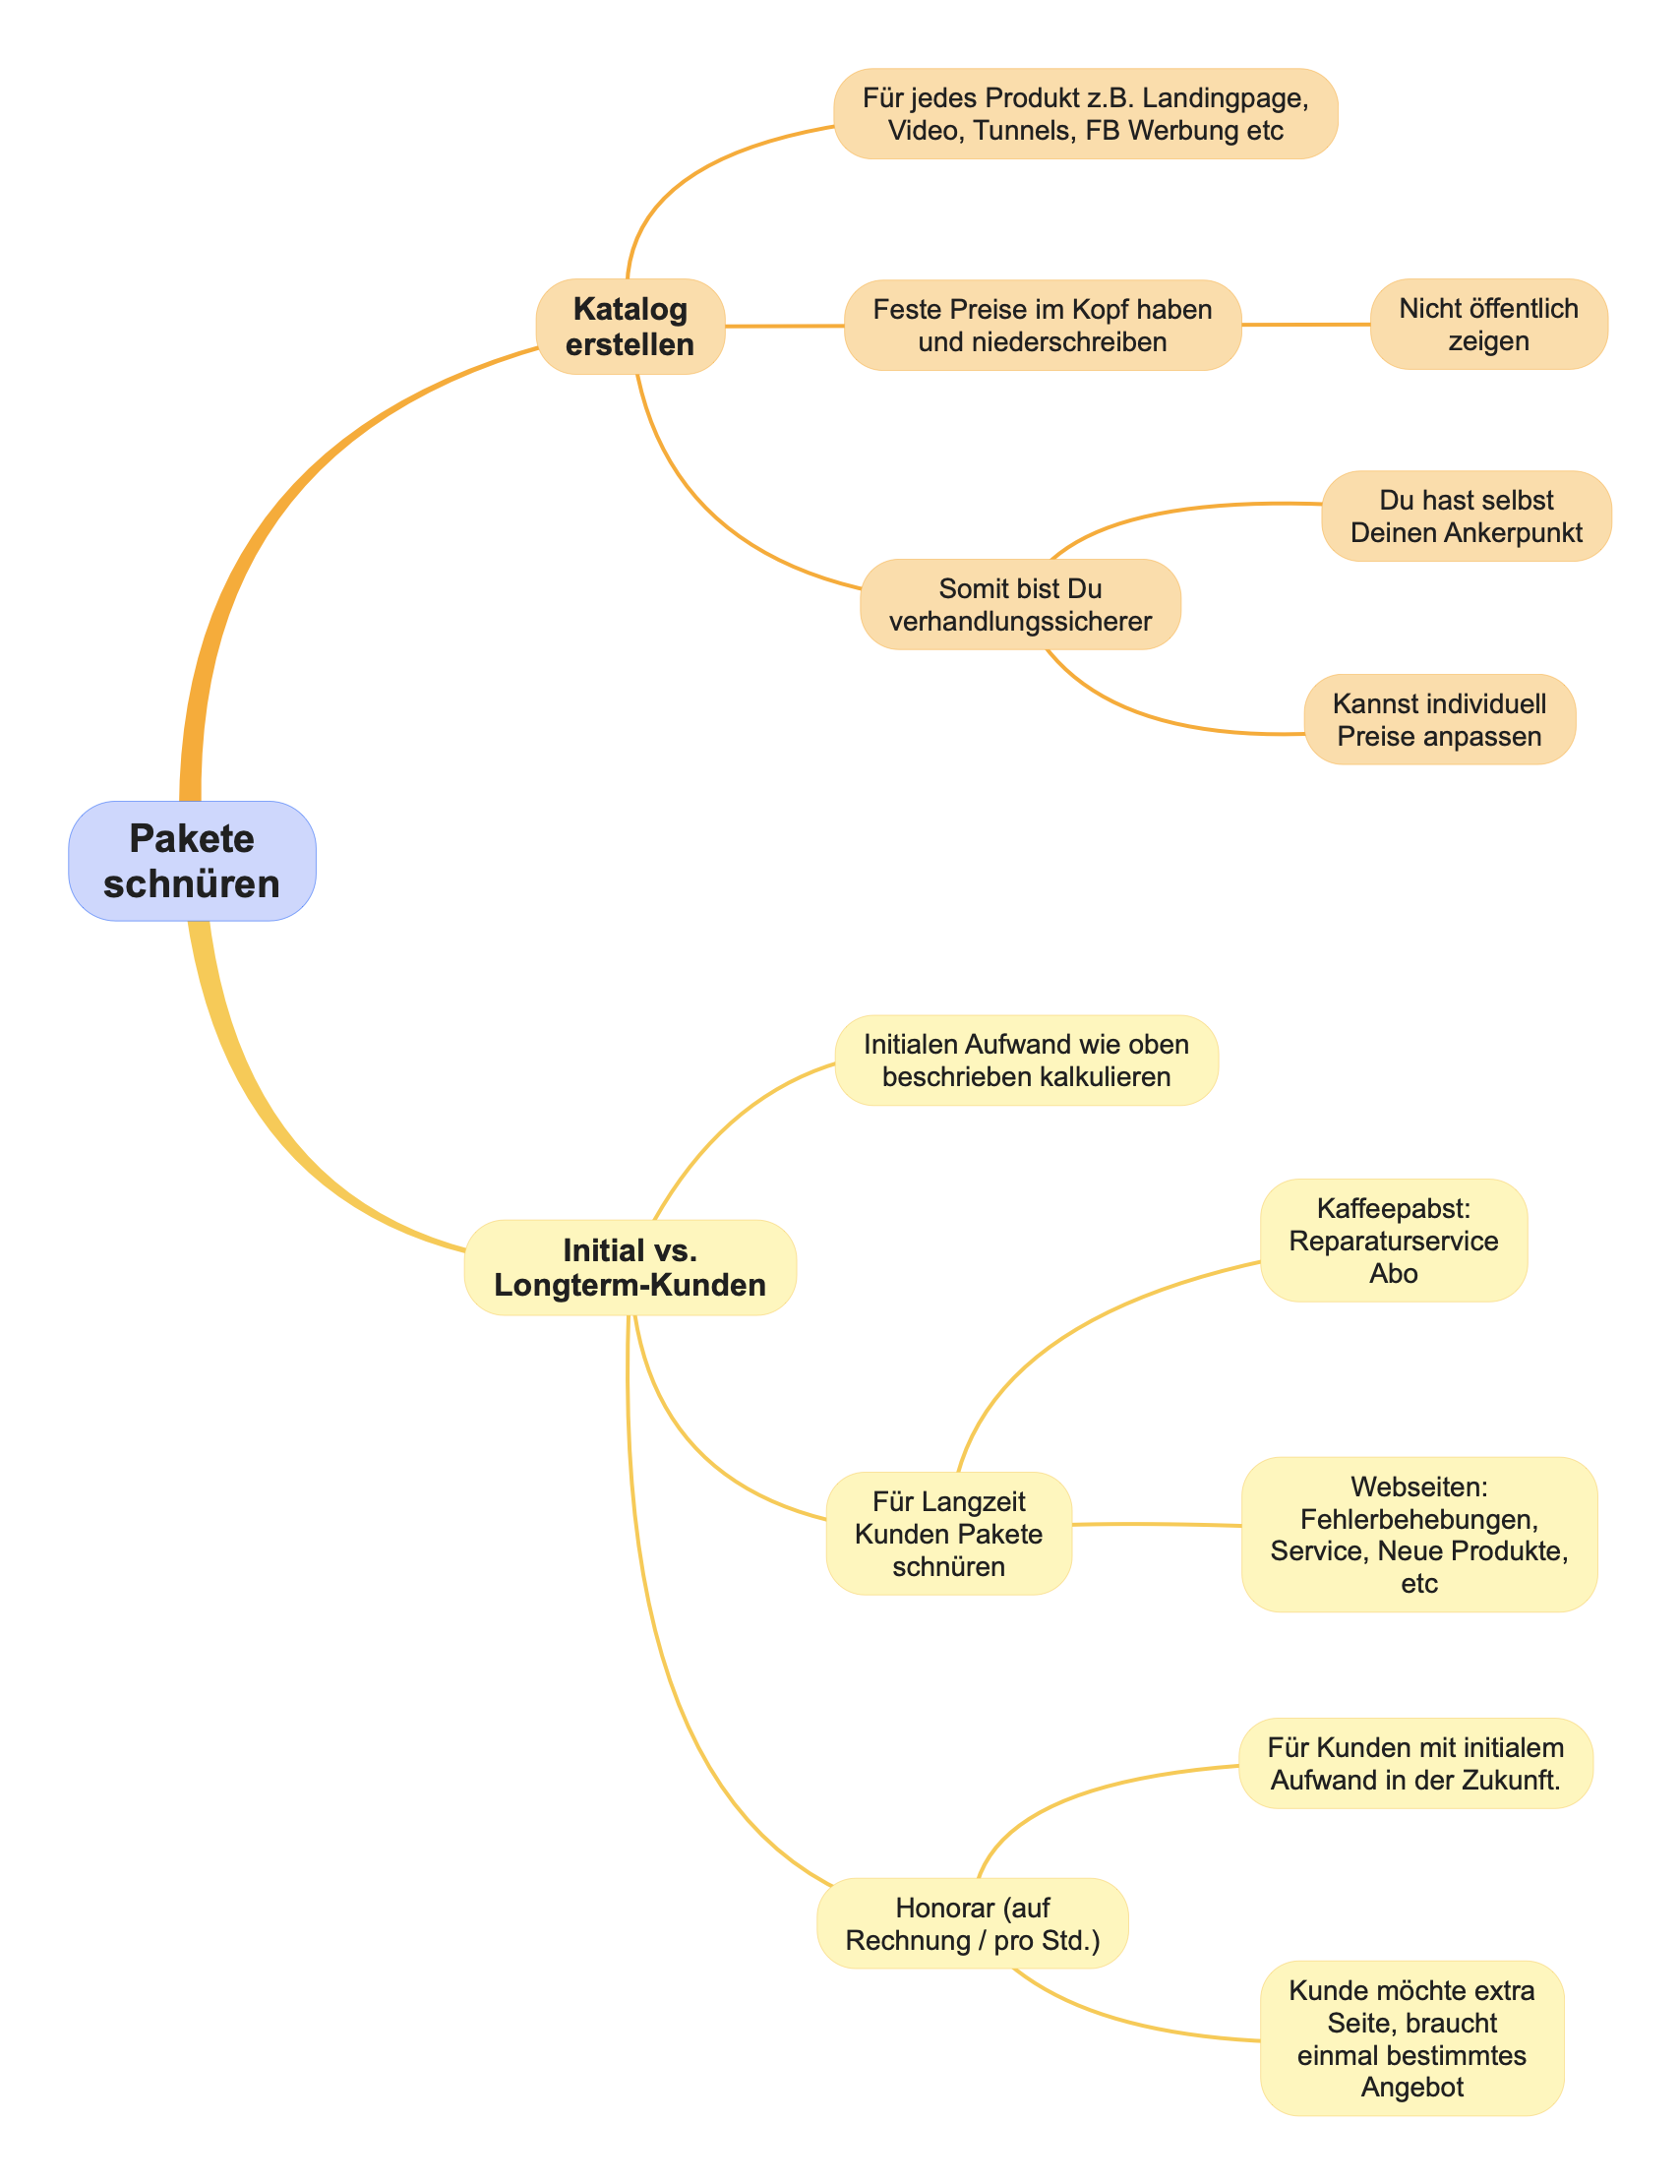 Für jedes Produkt z.B. Landingpage,
Video, Tunnels, FB Werbung etc
Katalog
erstellen
Feste Preise im Kopf haben
und niederschreiben
Nicht öffentlich
zeigen
Du hast selbst
Deinen Ankerpunkt
Somit bist Du
verhandlungssicherer
Kannst individuell
Preise anpassen
Pakete
schnüren
Initialen Aufwand wie oben
beschrieben kalkulieren
Kaffeepabst:
Reparaturservice
Abo
Initial vs.
Longterm-Kunden
Für Langzeit
Kunden Pakete
schnüren
Webseiten:
Fehlerbehebungen,
Service, Neue Produkte,
etc
Für Kunden mit initialem
Aufwand in der Zukunft.
Honorar (auf
Rechnung / pro Std.)
Kunde möchte extra
Seite, braucht
einmal bestimmtes
Angebot